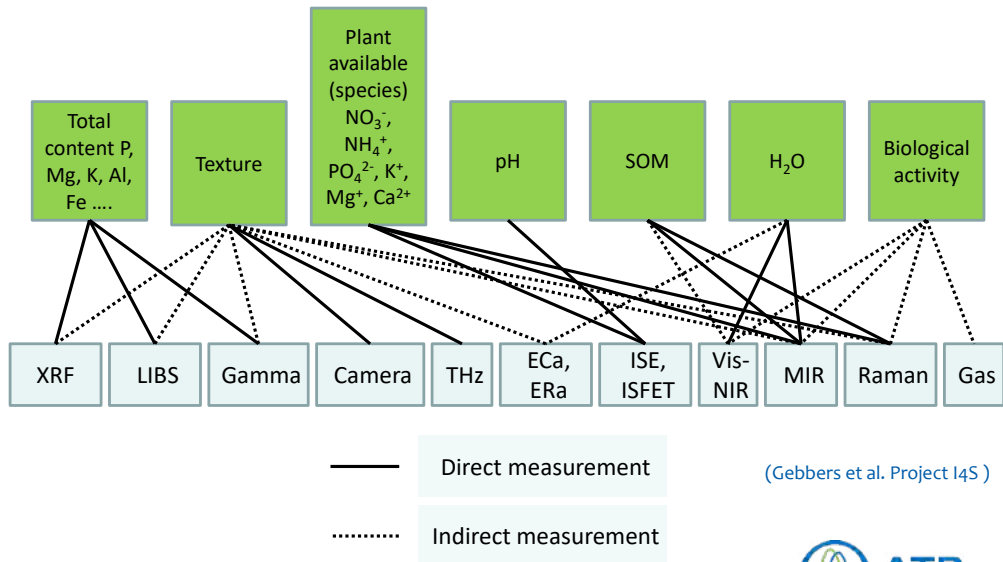 Total
content P,
Mg, K, Al,
Fe ....
Texture
Plant
available
(species)
NO₃⁻,
NH₄⁺,
PO₄²⁻, K⁺,
Mg⁺, Ca²⁺
pH
SOM
H₂O
Biological
activity
XRF
LIBS
Gamma
Camera
THz
ECa,
ERa
ISE,
ISFET
Vis-
NIR
MIR
Raman
Gas
Direct measurement
(Gebbers et al. Project I4S )
Indirect measurement